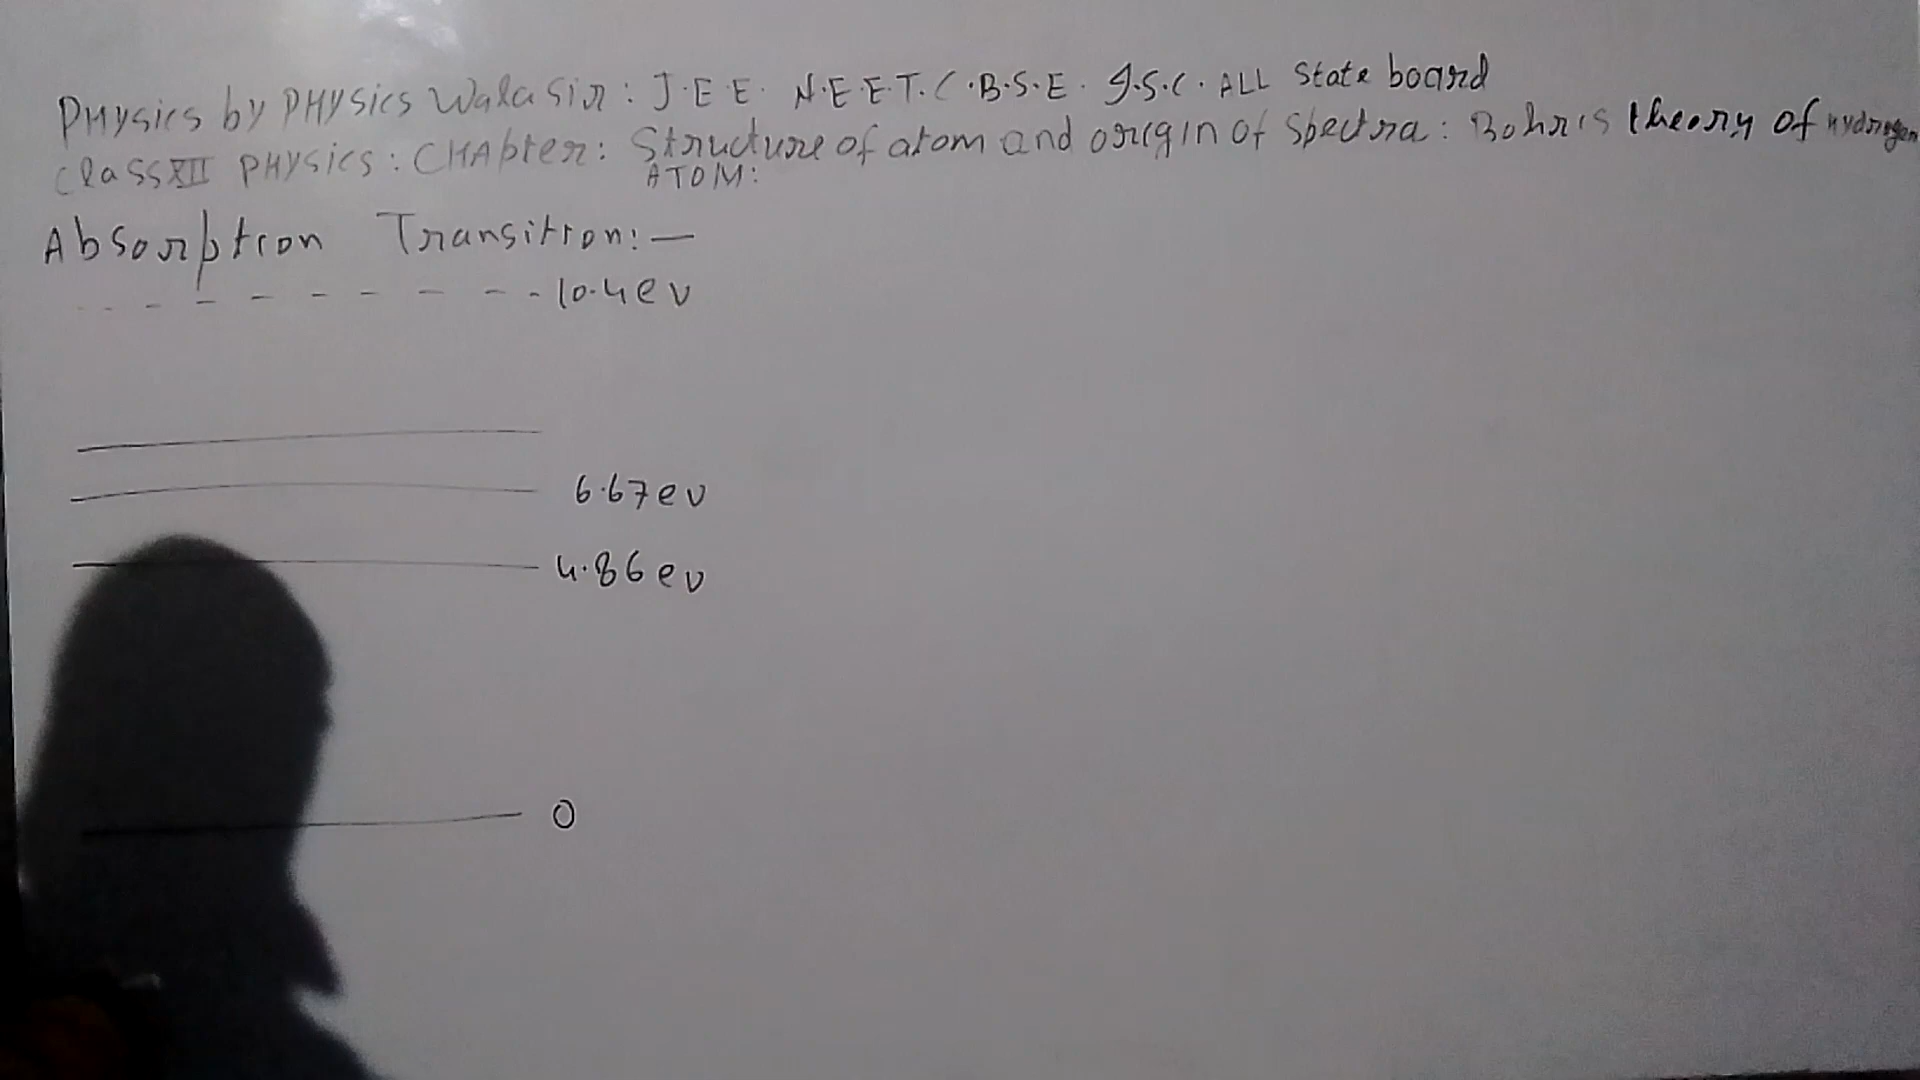 Physics by PHYsics Wala Sir: J.E.E. N.E.E.T. C.B.S.E. I.S.C. ALL State board
Class XII PHYSICS: CHApter: Structure of atom and origin of Spectra: Bohr's theory of Hydrogen
ATOM:
Absorption Transition:—
10.4ev
6.67ev
4.86ev
0